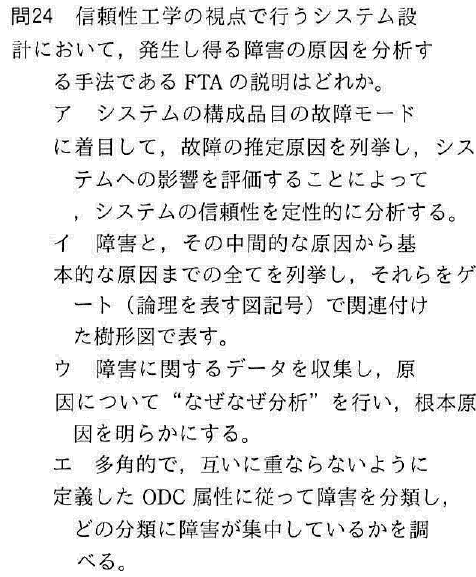 問24 信頼性工学の視点で行うシステム設
計において，発生し得る障害の原因を分析す
る手法である FTA の説明はどれか。
ア システムの構成品目の故障モード
に着目して，故障の推定原因を列挙し，シス
テムへの影響を評価することによって
，システムの信頼性を定性的に分析する。
イ 障害と，その中間的な原因から基
本的な原因までの全てを列挙し，それらをゲ
ート（論理を表す図記号）で関連付け
た樹形図で表す。
ウ 障害に関するデータを収集し，原
因について“なぜなぜ分析”を行い，根本原
因を明らかにする。
エ 多角的で，互いに重ならないように
定義した ODC 属性に従って障害を分類し，
どの分類に障害が集中しているかを調
べる。